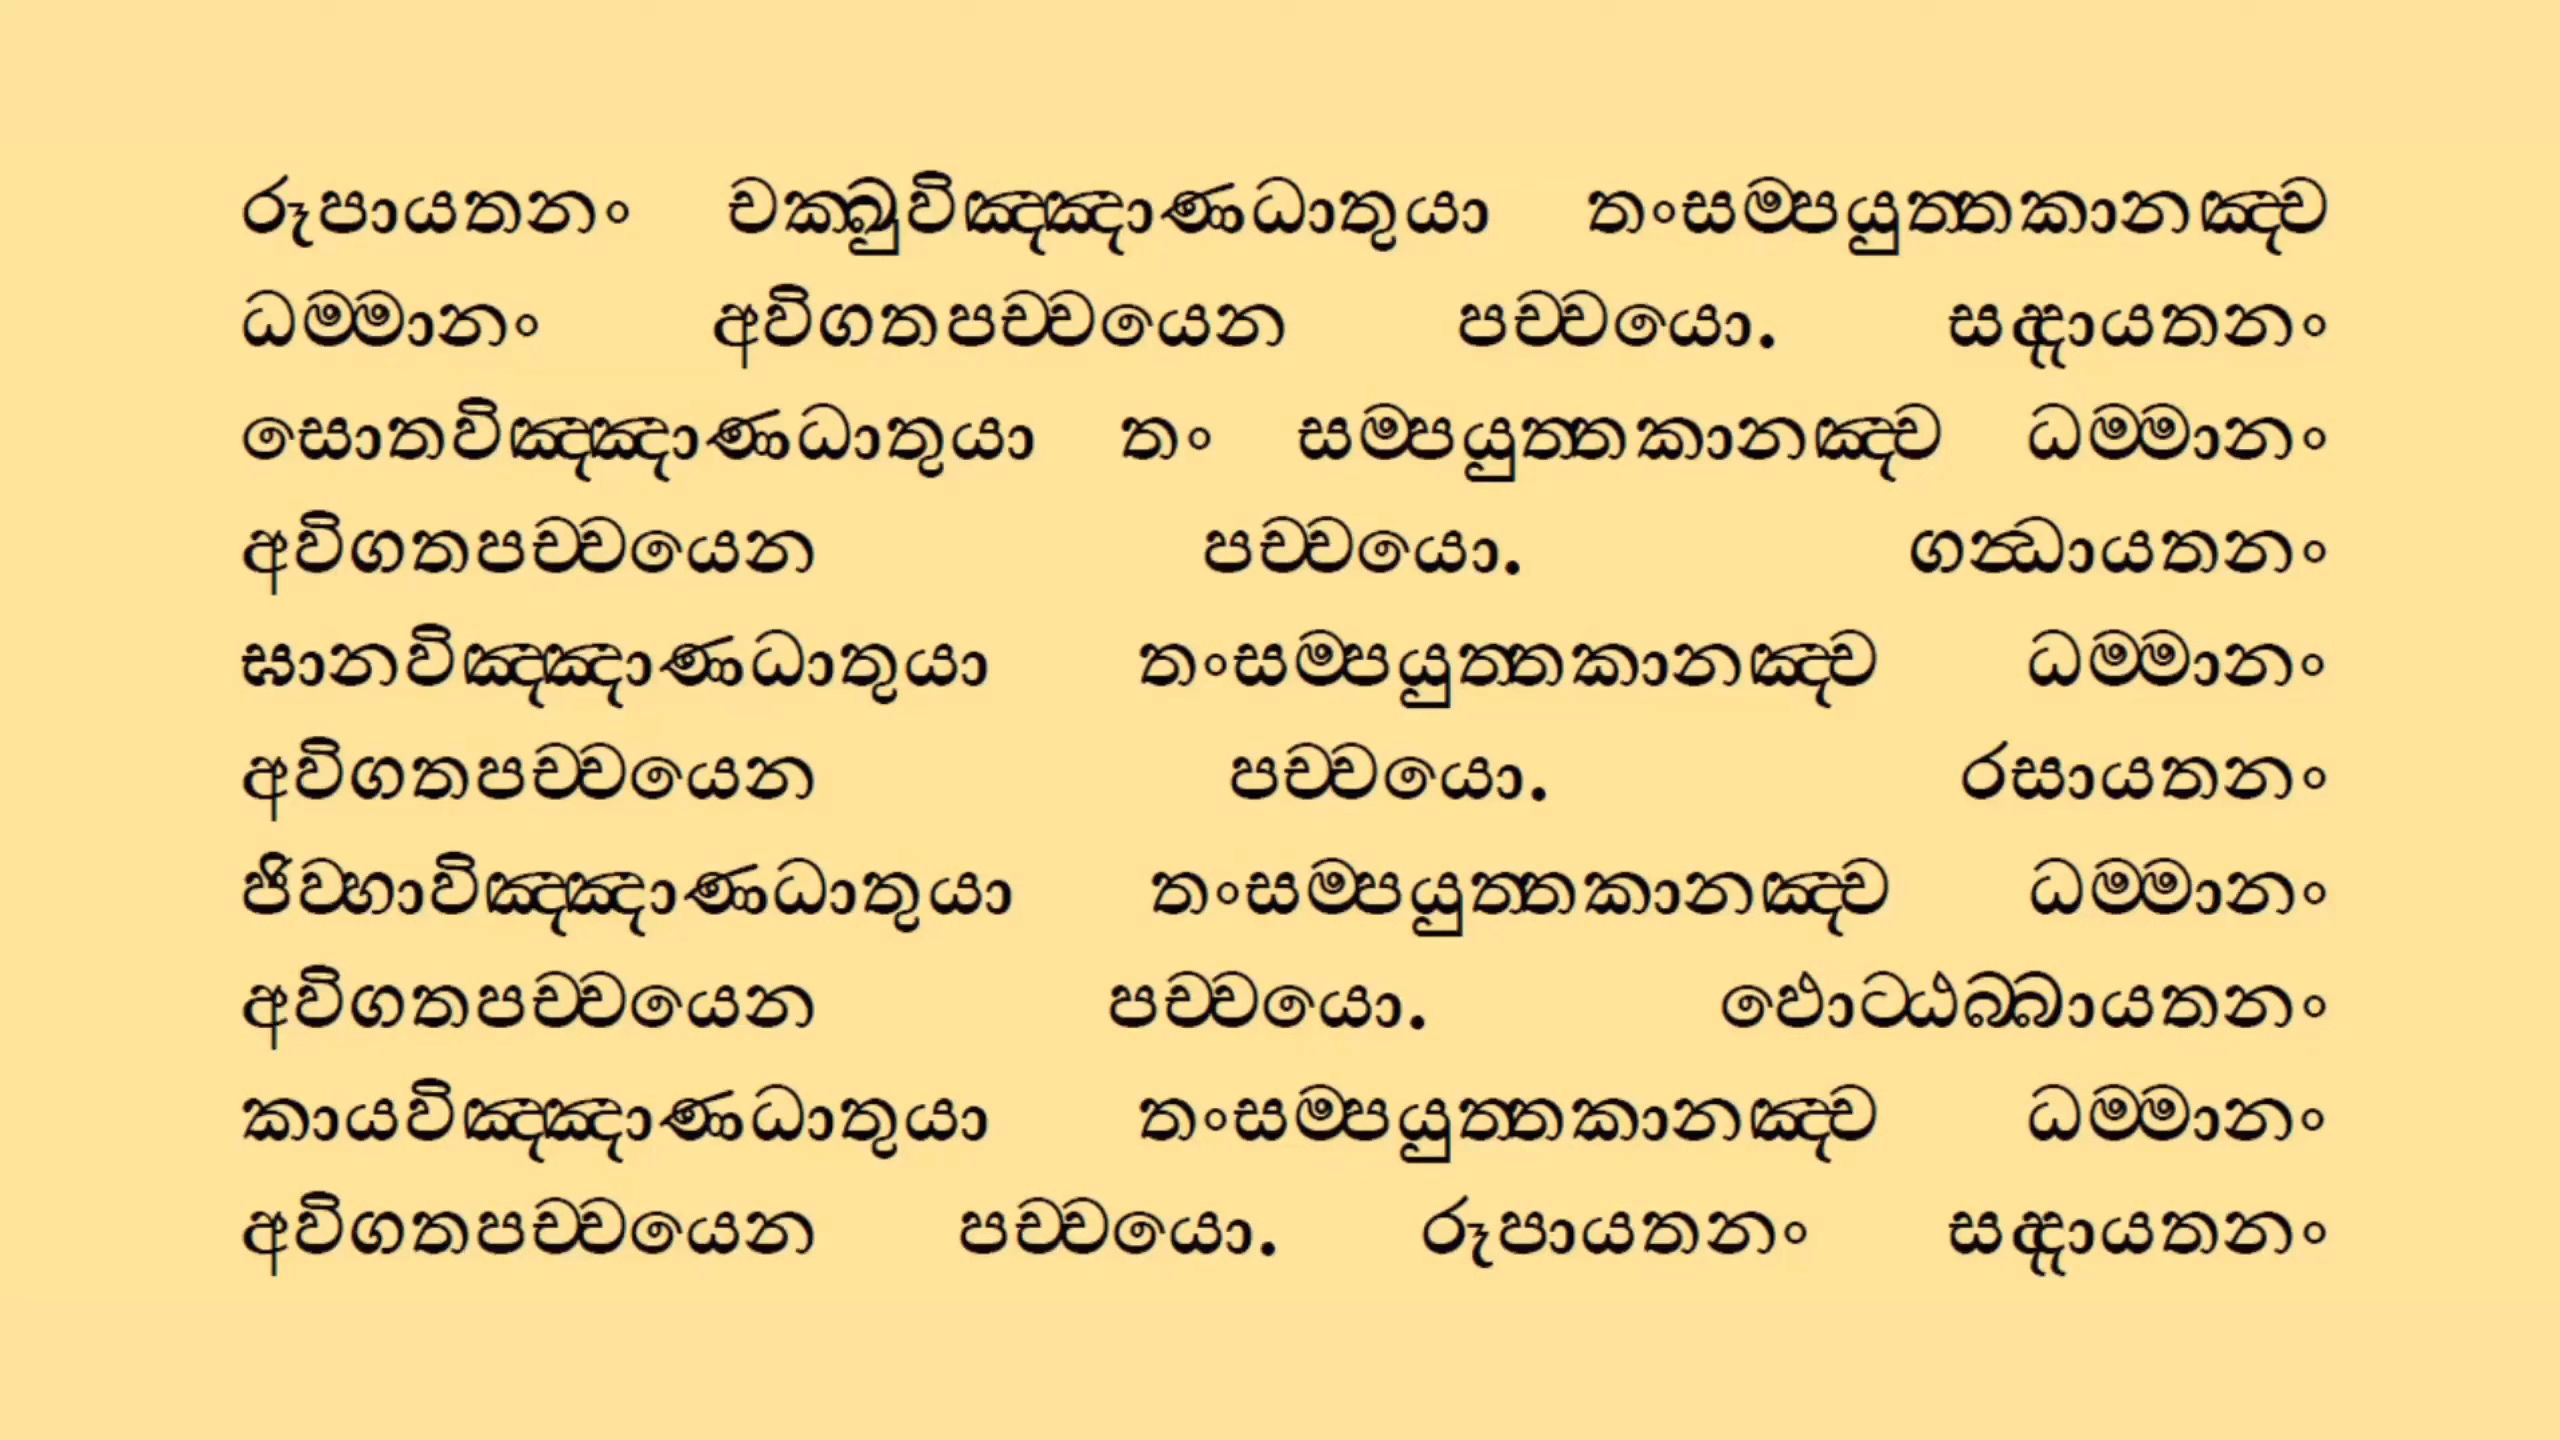 රූපායතනං චක‍්ඛුවිඤ‍්ඤාණධාතුයා තංසම‍්පයුත‍්තකානඤ‍්ච
ධම‍්මානං අවිගතපච‍්චයෙන පච‍්චයො. සද‍්දායතනං
සොතවිඤ‍්ඤාණධාතුයා තං සම‍්පයුත‍්තකානඤ‍්ච ධම‍්මානං
අවිගතපච‍්චයෙන පච‍්චයො. ගන‍්ධායතනං
ඝානවිඤ‍්ඤාණධාතුයා තංසම‍්පයුත‍්තකානඤ‍්ච ධම‍්මානං
අවිගතපච‍්චයෙන පච‍්චයො. රසායතනං
ජිව‍්හාවිඤ‍්ඤාණධාතුයා තංසම‍්පයුත‍්තකානඤ‍්ච ධම‍්මානං
අවිගතපච‍්චයෙන පච‍්චයො. ඵොට‍්ඨබ‍්බායතනං
කායවිඤ‍්ඤාණධාතුයා තංසම‍්පයුත‍්තකානඤ‍්ච ධම‍්මානං
අවිගතපච‍්චයෙන පච‍්චයො. රූපායතනං සද‍්දායතනං